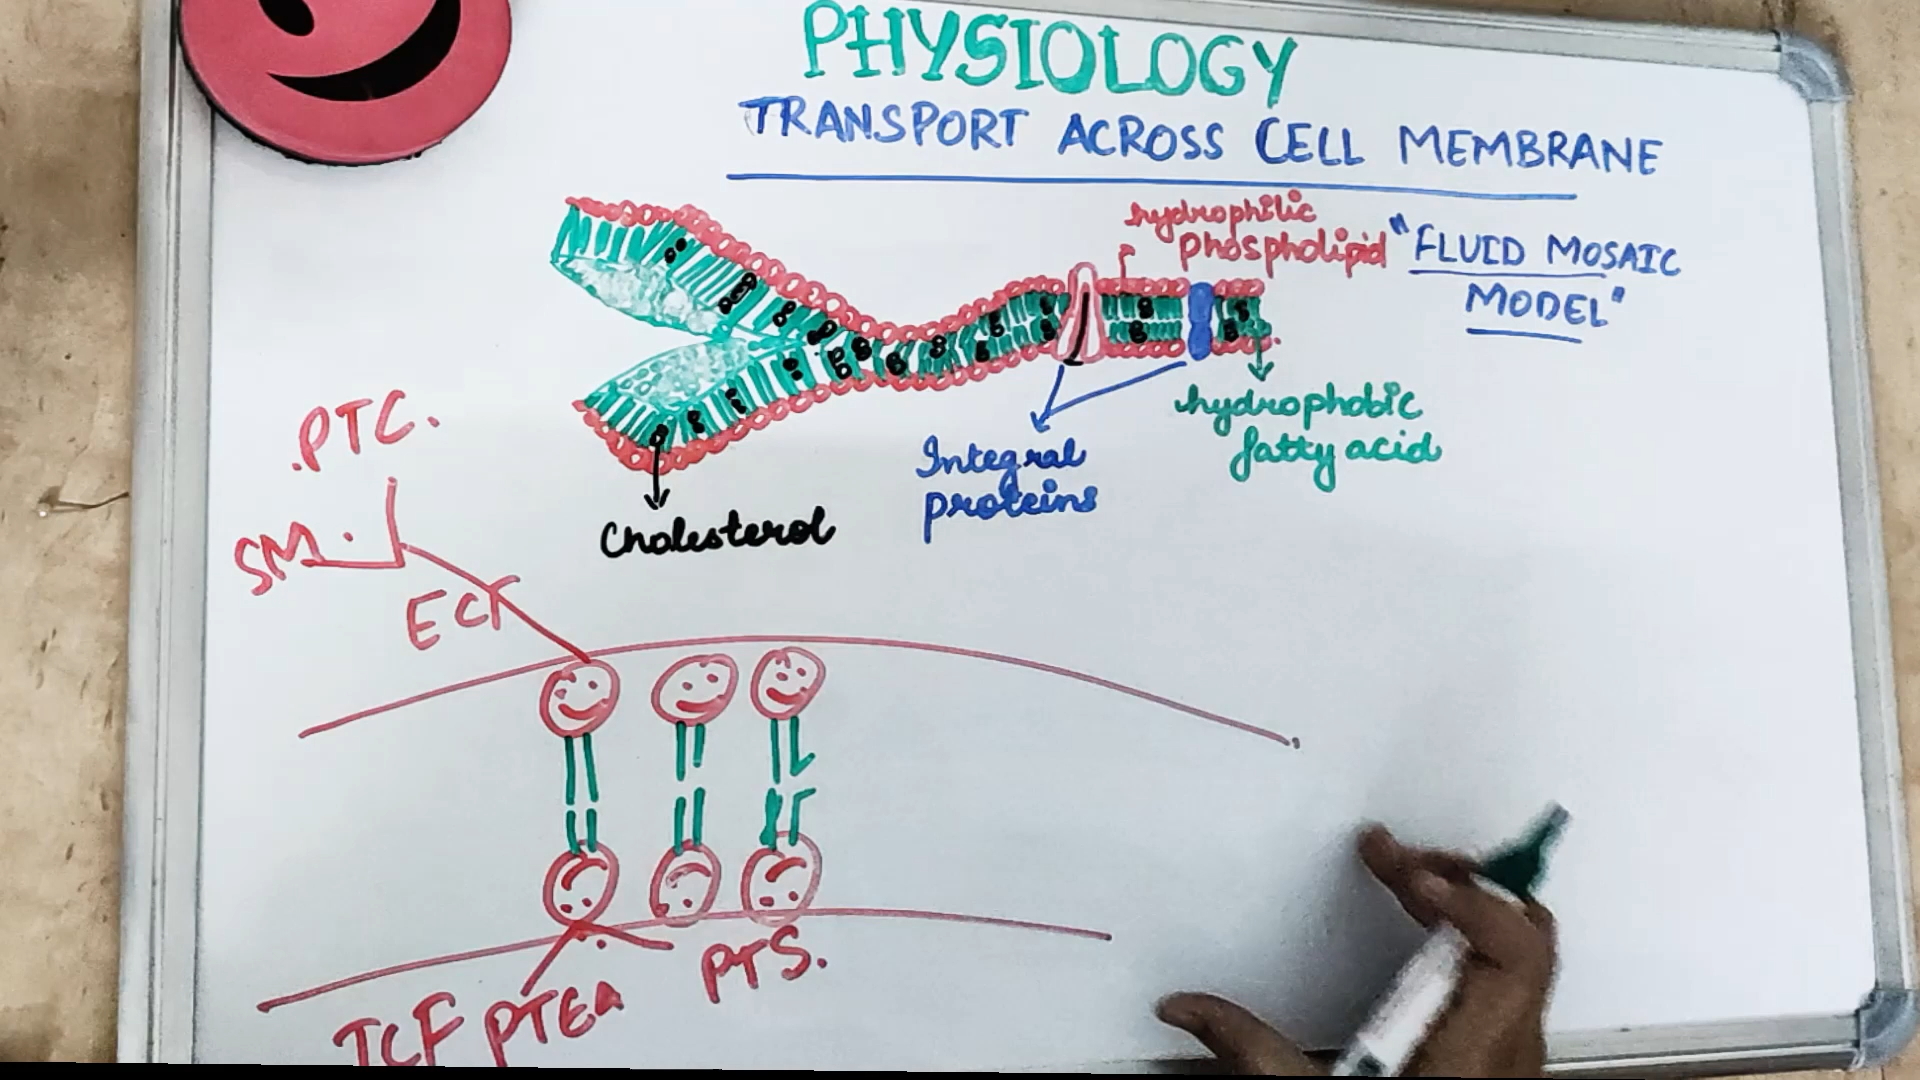 PHYSIOLOGY
TRANSPORT ACROSS CELL MEMBRANE
hydrophilic
phospholipid
"FLUID MOSAIC
MODEL"
hydrophobic
fatty acid
Integral
proteins
Cholesterol
PTC.
SM.
ECF
PTS.
ICF PTEa